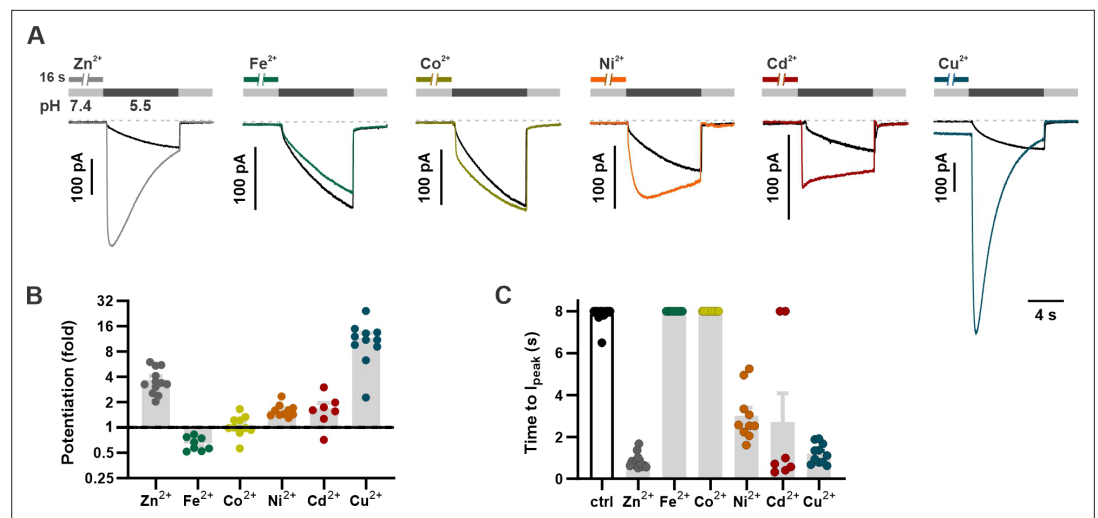 A
Zn2+ Fe2+ Co2+ Ni2+ Cd2+ Cu2+
16 s
pH 7.4 5.5
100 pA 100 pA 100 pA 100 pA 100 pA 100 pA
4 s
B
Potentiation (fold)
32
16
8
4
2
1
0.5
0.25
Zn2+ Fe2+ Co2+ Ni2+ Cd2+ Cu2+
C
Time to Ipeak (s)
8
6
4
2
0
ctrl Zn2+ Fe2+ Co2+ Ni2+ Cd2+ Cu2+